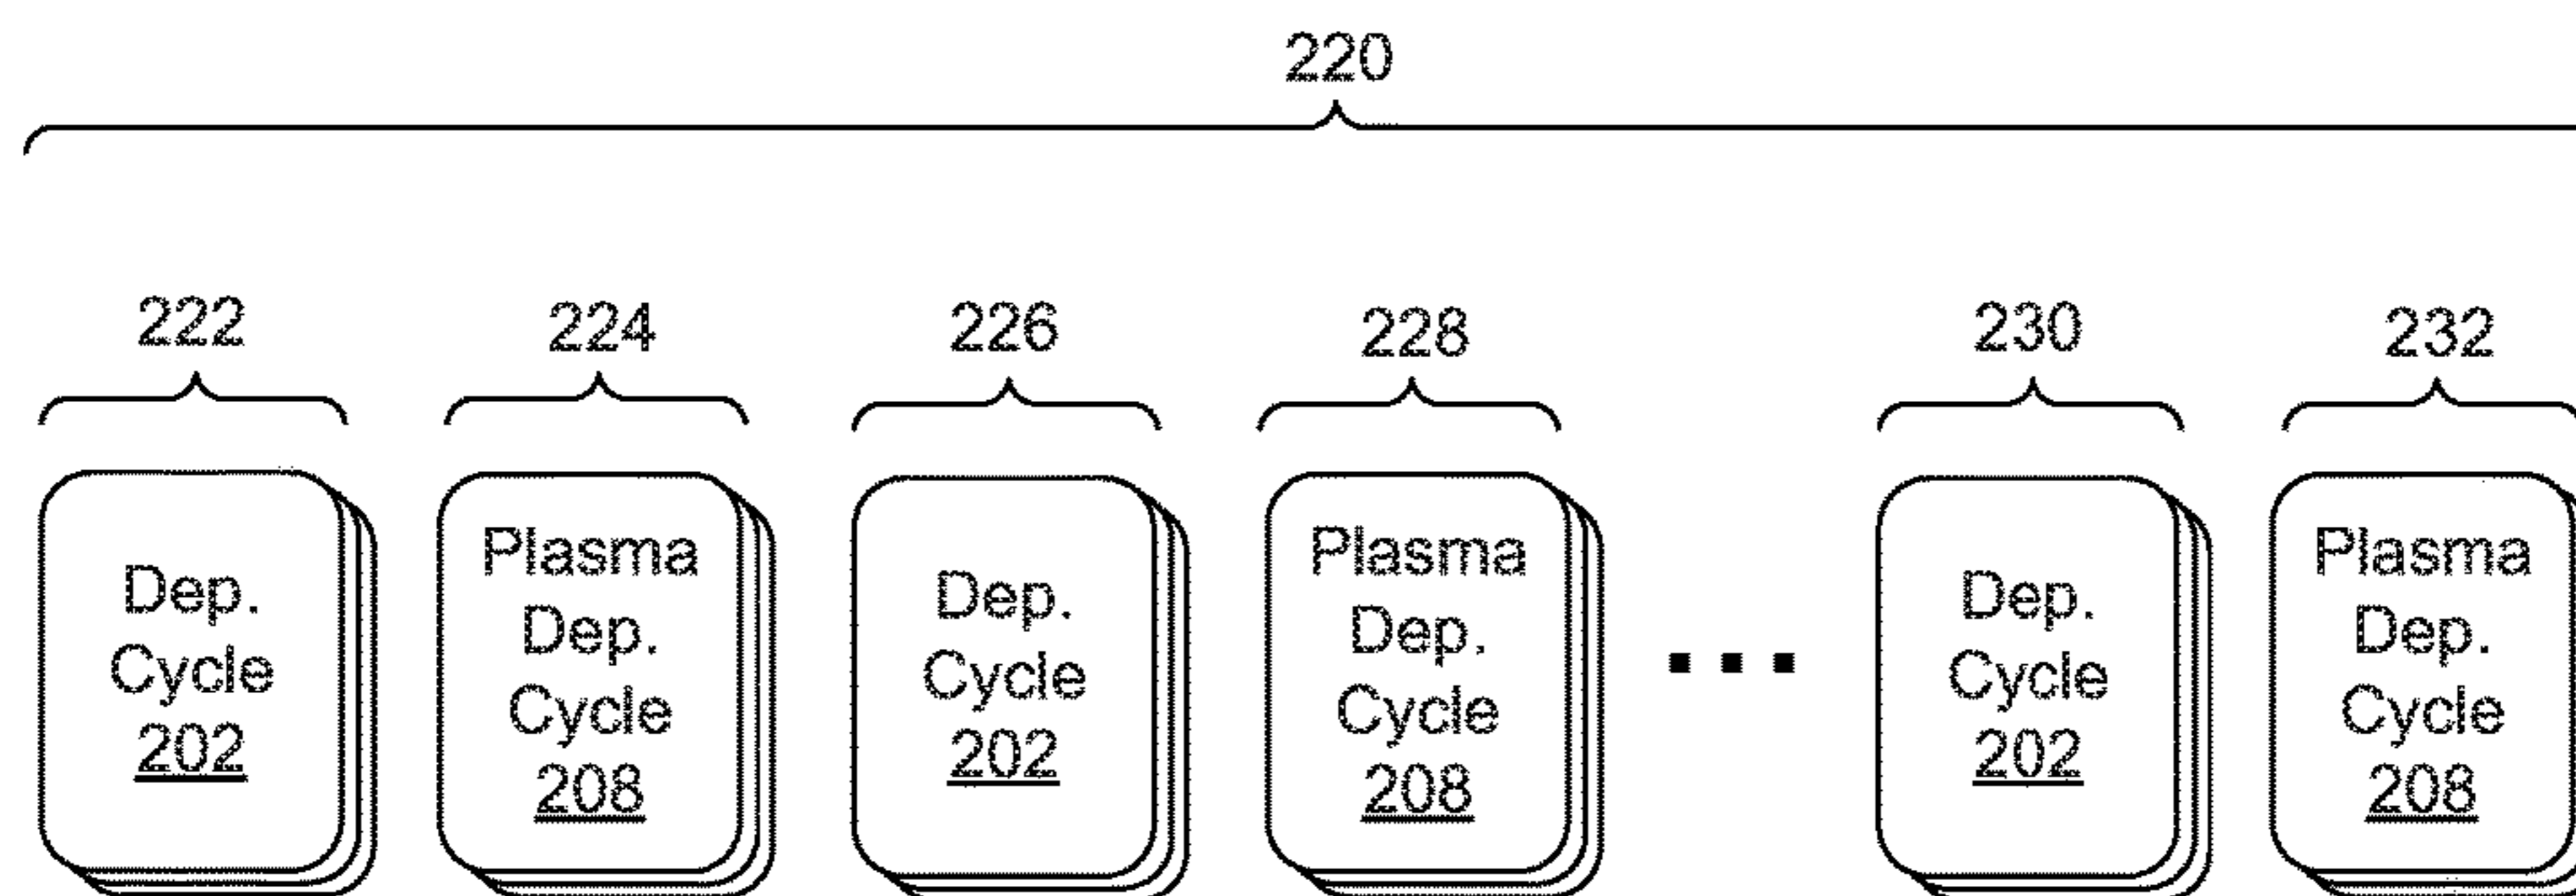 220
222
224
226
228
230
232
Dep.
Cycle
202
Plasma
Dep.
Cycle
208
Dep.
Cycle
202
Plasma
Dep.
Cycle
208
...
Dep.
Cycle
202
Plasma
Dep.
Cycle
208